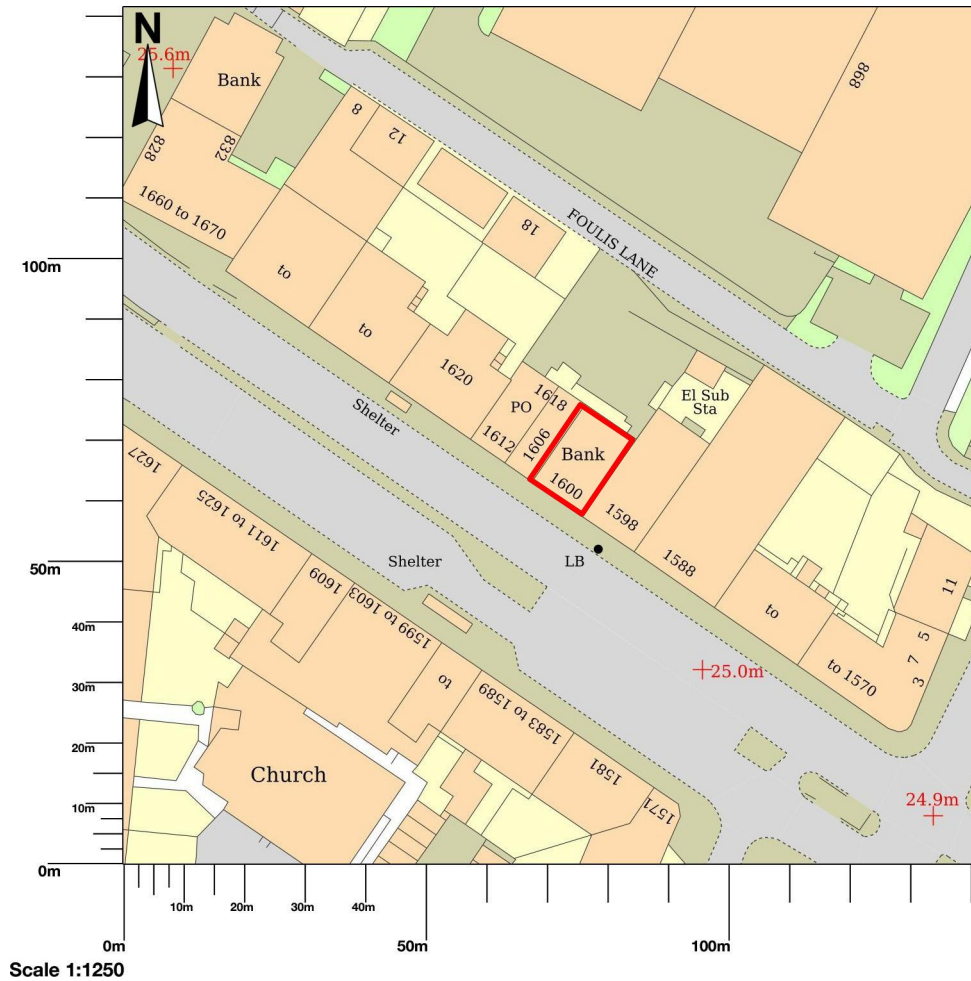 N
25.6m
Bank
828
832
1660 to 1670
8
12
18
868
FOULIS LANE
to
to
1620
Shelter
PO
1618
1612
1606
Bank
1600
El Sub
Sta
1598
1588
to
to 1570
11
5
7
3
1627
1611 to 1625
1609
1599 to 1603
Shelter
LB
25.0m
to
1583 to 1589
1581
1571
Church
24.9m
100m
50m
40m
30m
20m
10m
0m
10m
20m
30m
40m
0m
50m
100m
Scale 1:1250